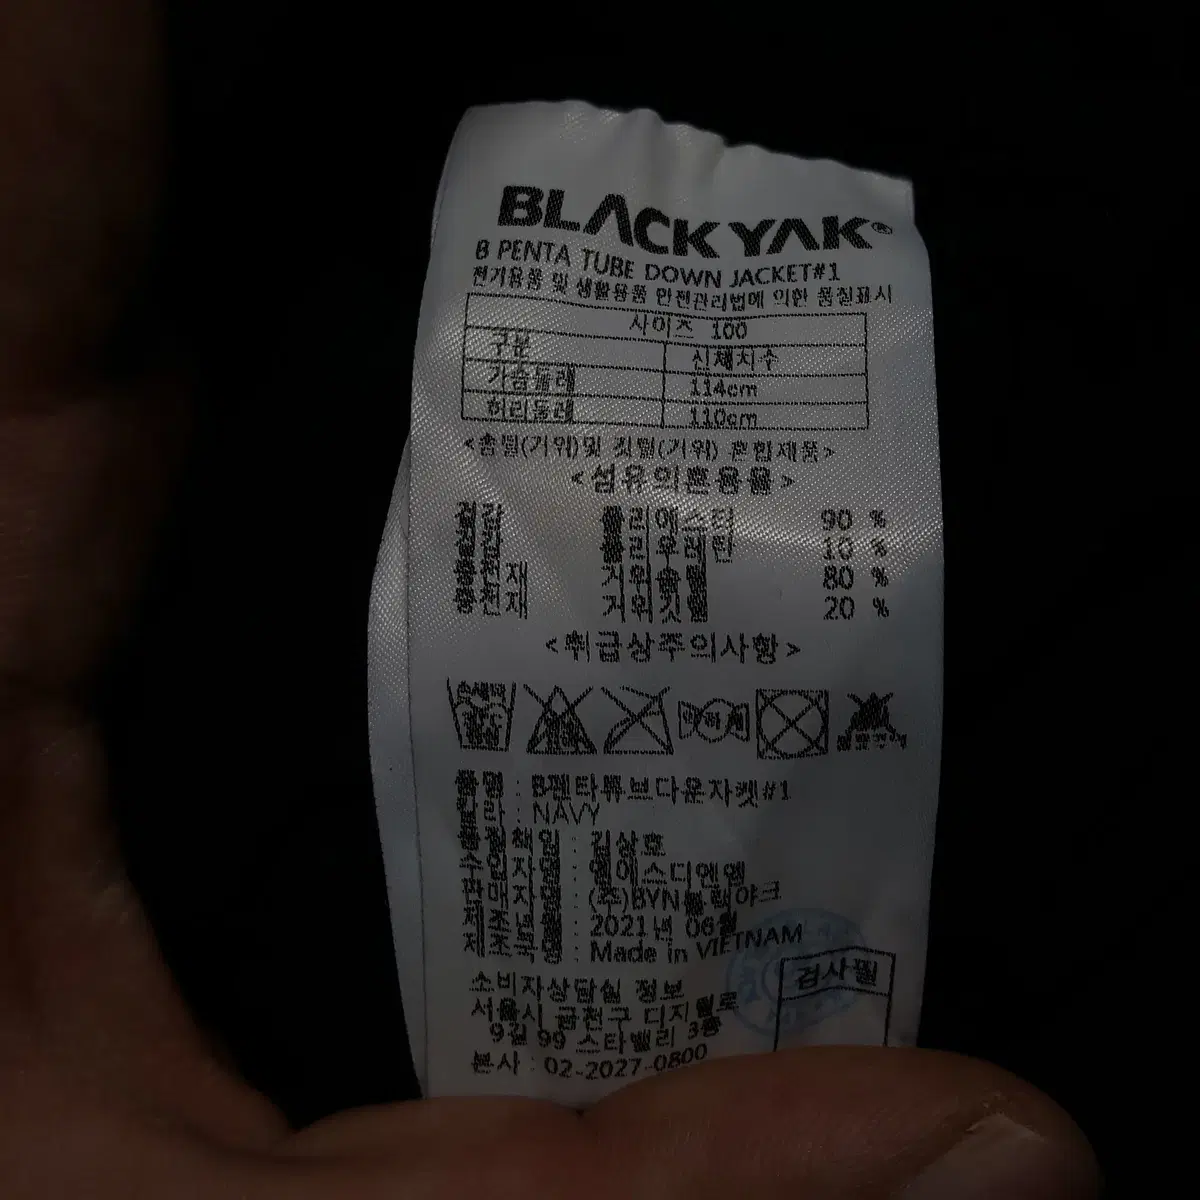 BLACKYAK®
B PENTA TUBE DOWN JACKET#1
전기용품 및 생활용품 안전관리법에 의한 품질표시
사이즈 100
구분 신체치수
가슴둘레 114cm
허리둘레 110cm
<솜털(거위)및 깃털(거위) 혼합제품>
<섬유의혼용율>
겉감 폴리에스터 90 %
폴리우레탄 10 %
충전재 거위솜털 80 %
충전재 거위깃털 20 %
<취급상주의사항>
품명 : B펜타튜브다운자켓#1
칼라 : NAVY
품질책임 : 김상호
수입자명 : 엘에스디엔엠
판매자명 : (주)BYN블랙야크
제조년월 : 2021년 06월
제조국명 : Made in VIETNAM
검사필
소비자상담실 정보
서울시 금천구 디지털로
9길 99 스타밸리 3층
본사 : 02-2027-0800